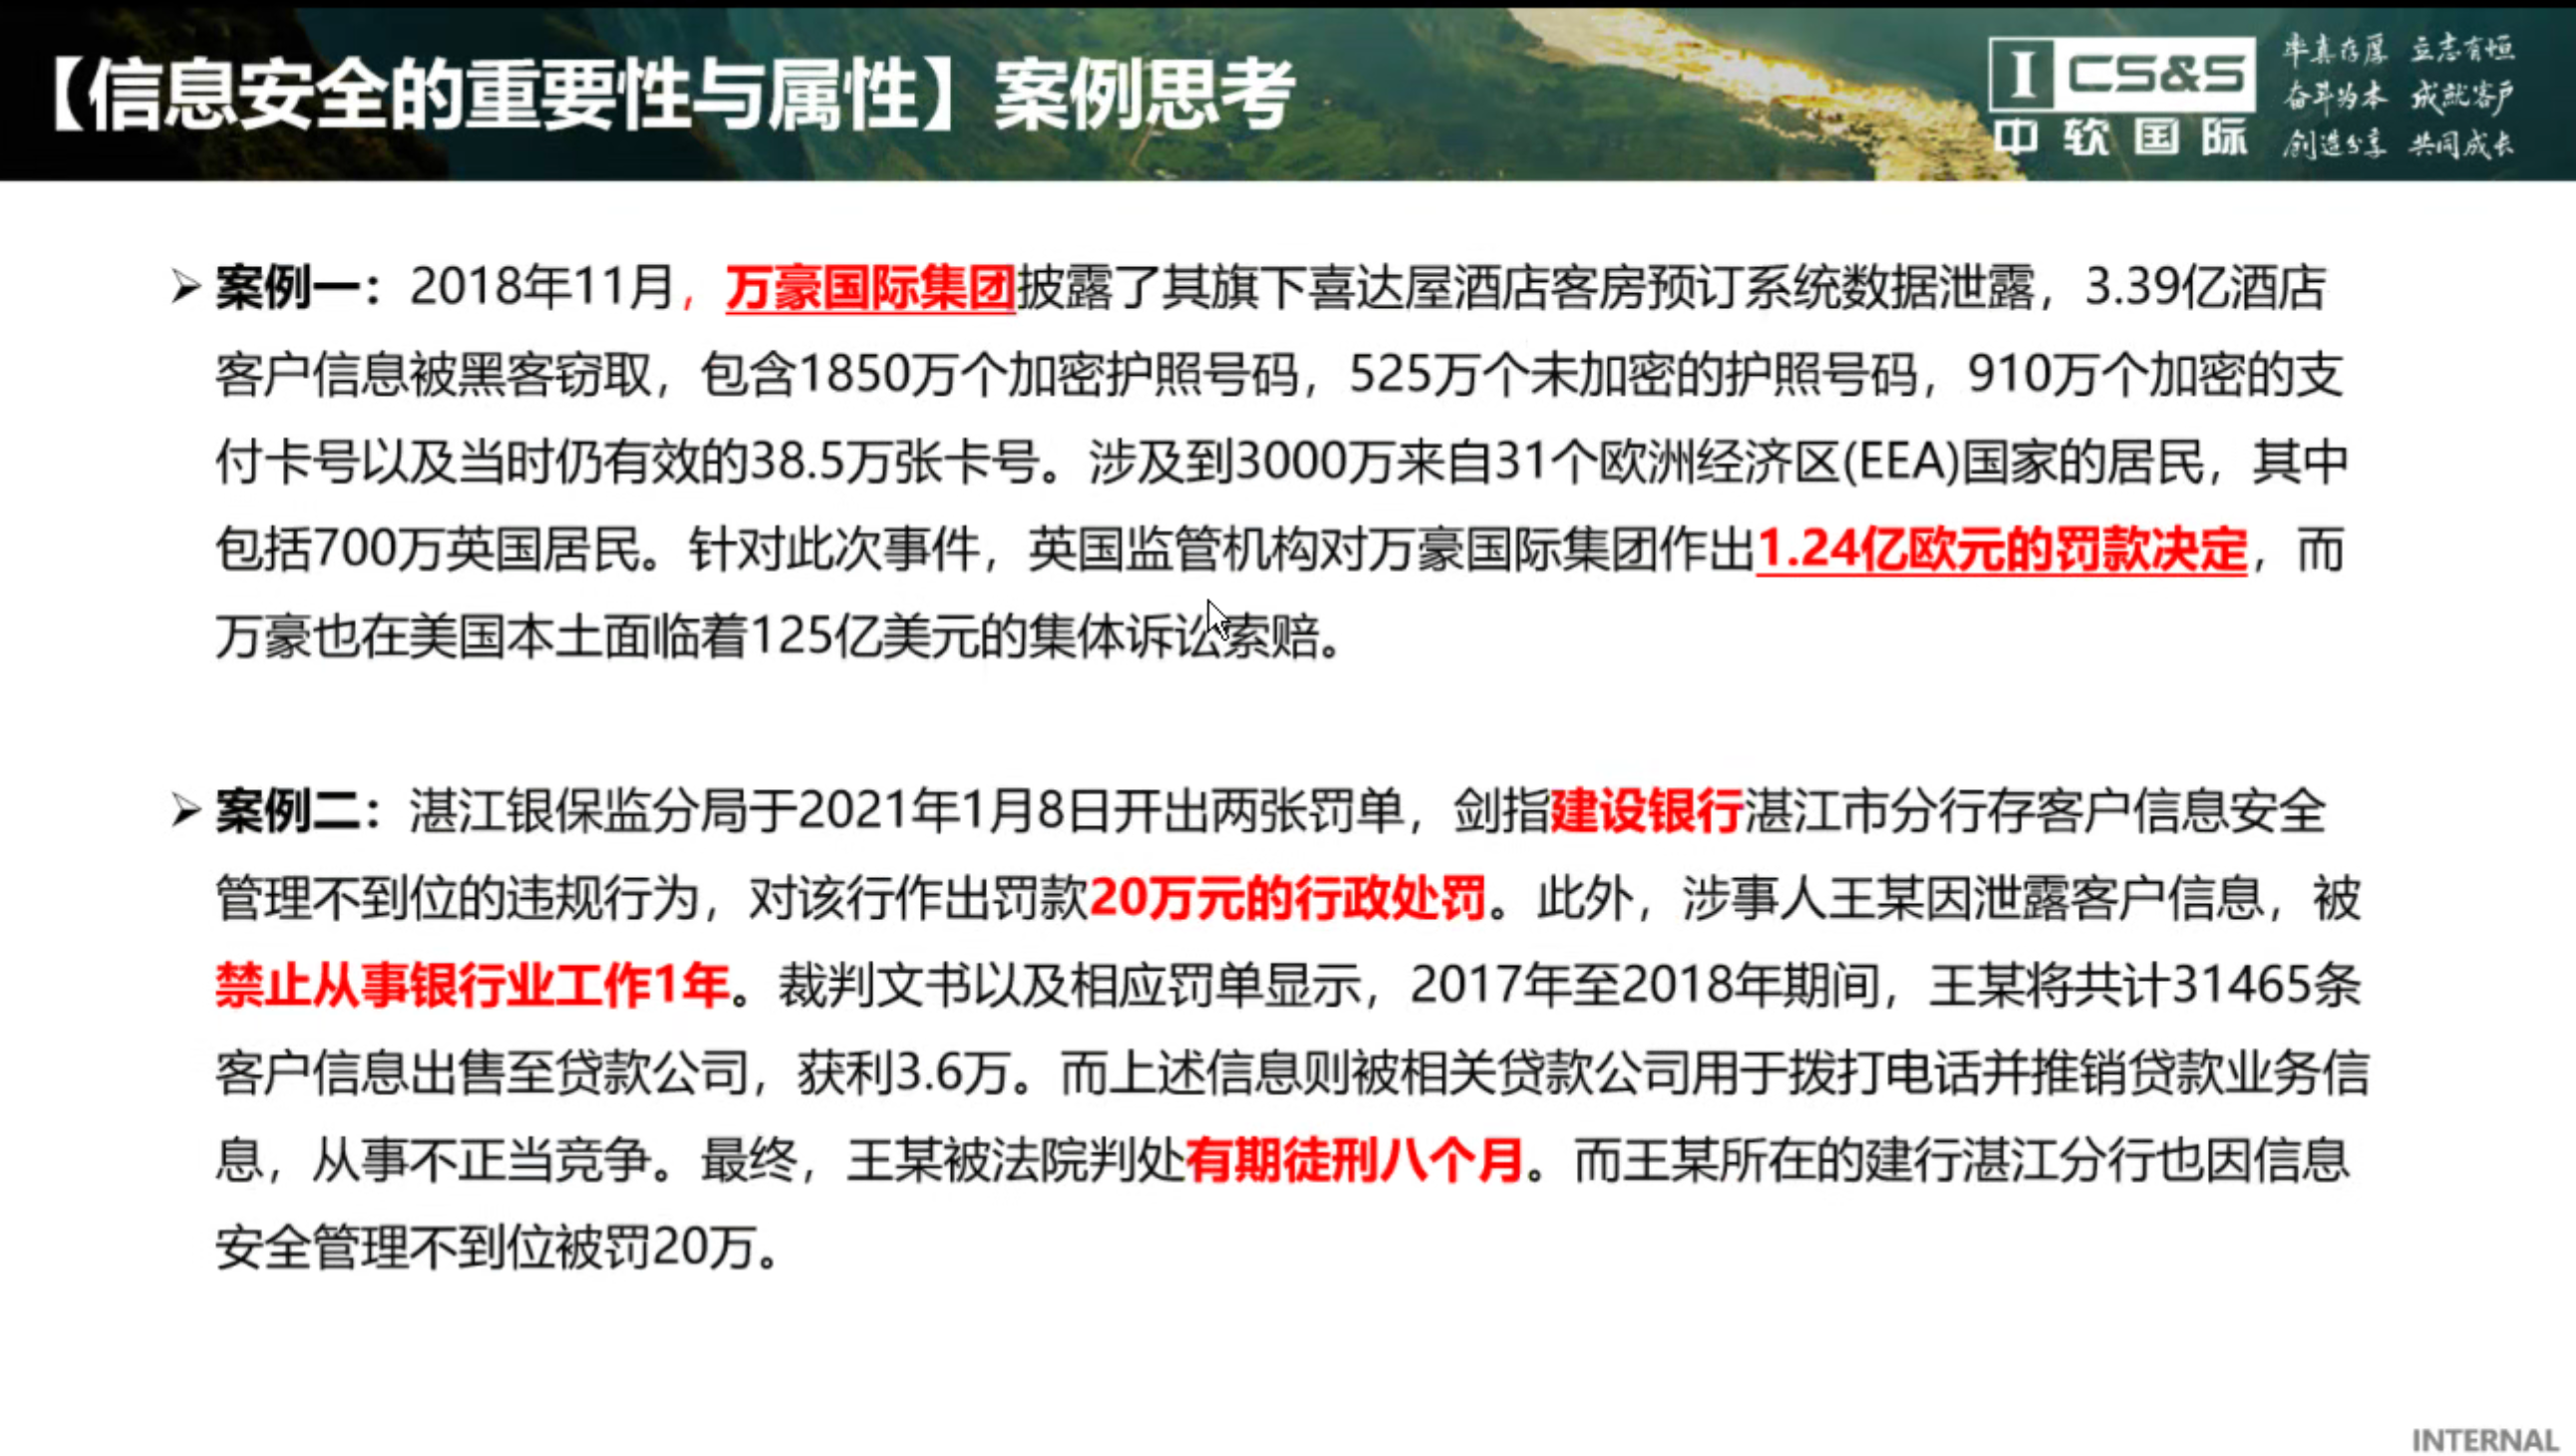 【信息安全的重要性与属性】案例思考
I CS&S
中软国际
率真存厚 立志有恒
奋斗为本 成就客户
创造分享 共同成长
➢ 案例一：2018年11月，万豪国际集团披露了其旗下喜达屋酒店客房预订系统数据泄露，3.39亿酒店
客户信息被黑客窃取，包含1850万个加密护照号码，525万个未加密的护照号码，910万个加密的支
付卡号以及当时仍有效的38.5万张卡号。涉及到3000万来自31个欧洲经济区(EEA)国家的居民，其中
包括700万英国居民。针对此次事件，英国监管机构对万豪国际集团作出1.24亿欧元的罚款决定，而
万豪也在美国本土面临着125亿美元的集体诉讼索赔。
➢ 案例二：湛江银保监分局于2021年1月8日开出两张罚单，剑指建设银行湛江市分行存客户信息安全
管理不到位的违规行为，对该行作出罚款20万元的行政处罚。此外，涉事人王某因泄露客户信息，被
禁止从事银行业工作1年。裁判文书以及相应罚单显示，2017年至2018年期间，王某将共计31465条
客户信息出售至贷款公司，获利3.6万。而上述信息则被相关贷款公司用于拨打电话并推销贷款业务信
息，从事不正当竞争。最终，王某被法院判处有期徒刑八个月。而王某所在的建行湛江分行也因信息
安全管理不到位被罚20万。
INTERNAL